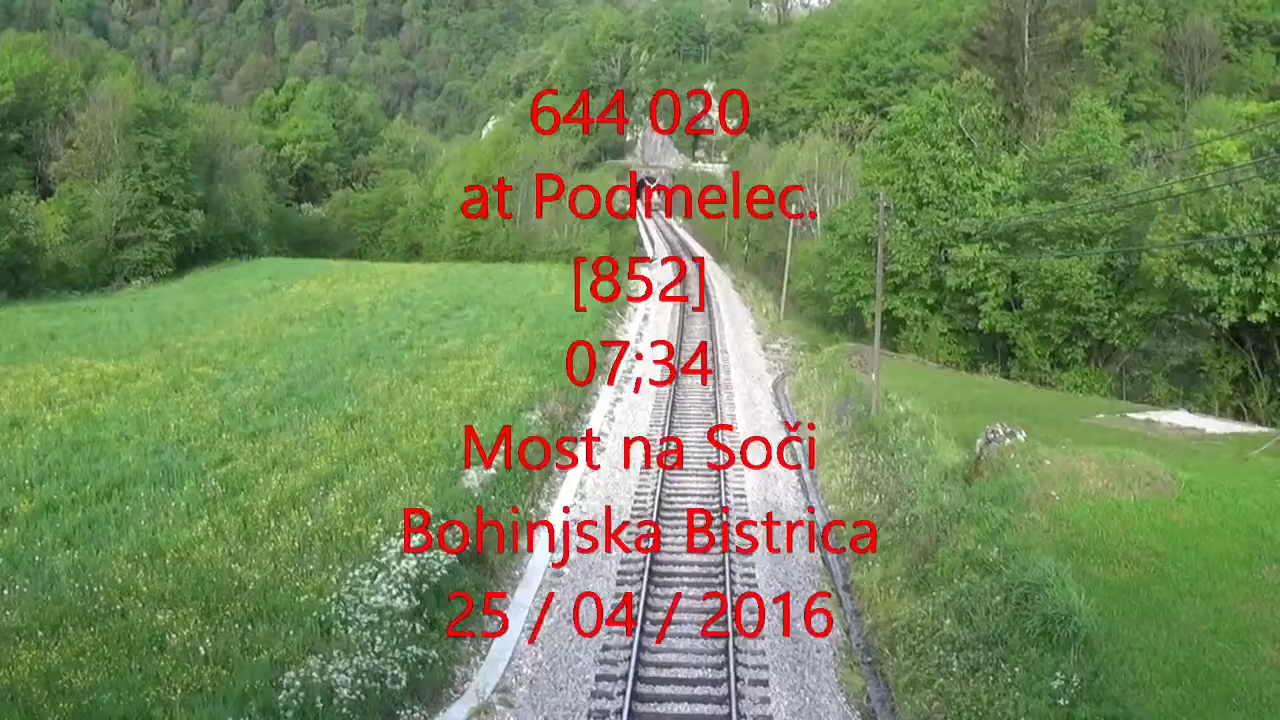 644 020
at Podmelec.
[852]
07;34
Most na Soči
Bohinjska Bistrica
25 / 04 / 2016